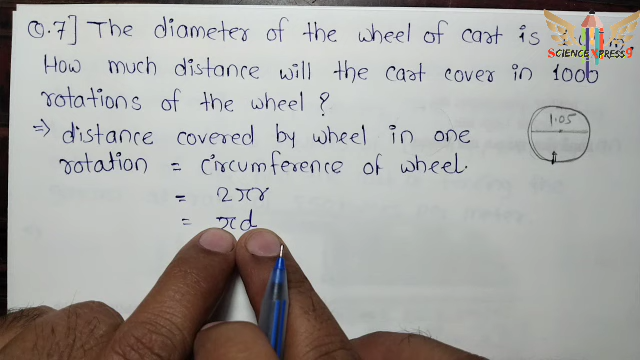 Q.7] The diameter of the wheel of cart is
How much distance will the cart cover in 1000
rotations of the wheel ?
⇒ distance covered by wheel in one
rotation = circumference of wheel.
= 2πr
= πd
1.05
SCIENCE XPRESS